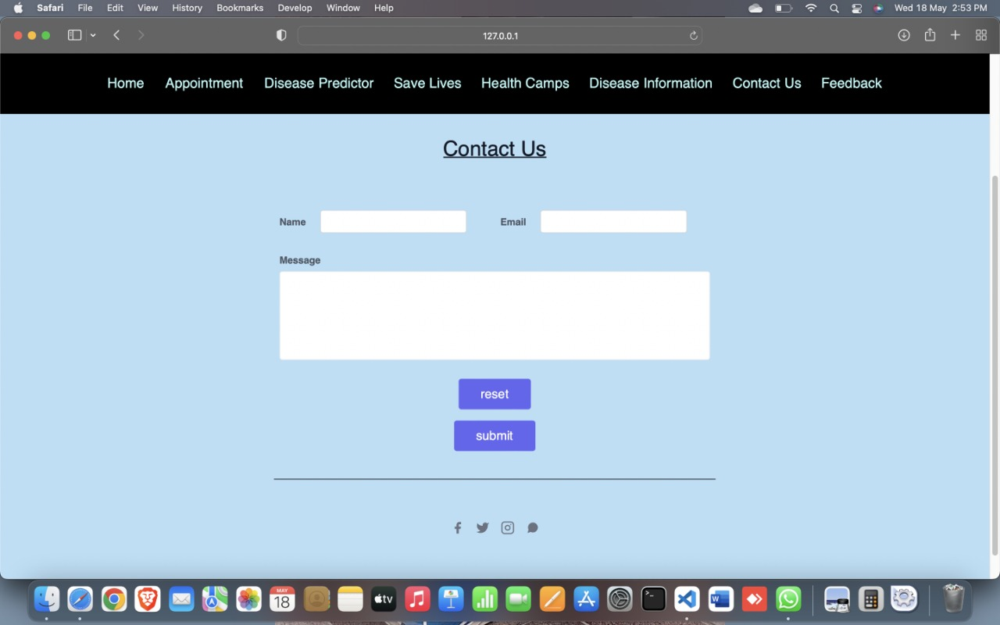 Safari File Edit View History Bookmarks Develop Window Help Wed 18 May 2:53 PM
127.0.0.1
Home Appointment Disease Predictor Save Lives Health Camps Disease Information Contact Us Feedback
Contact Us
Name Email
Message
reset
submit
MAY
18
tv
W